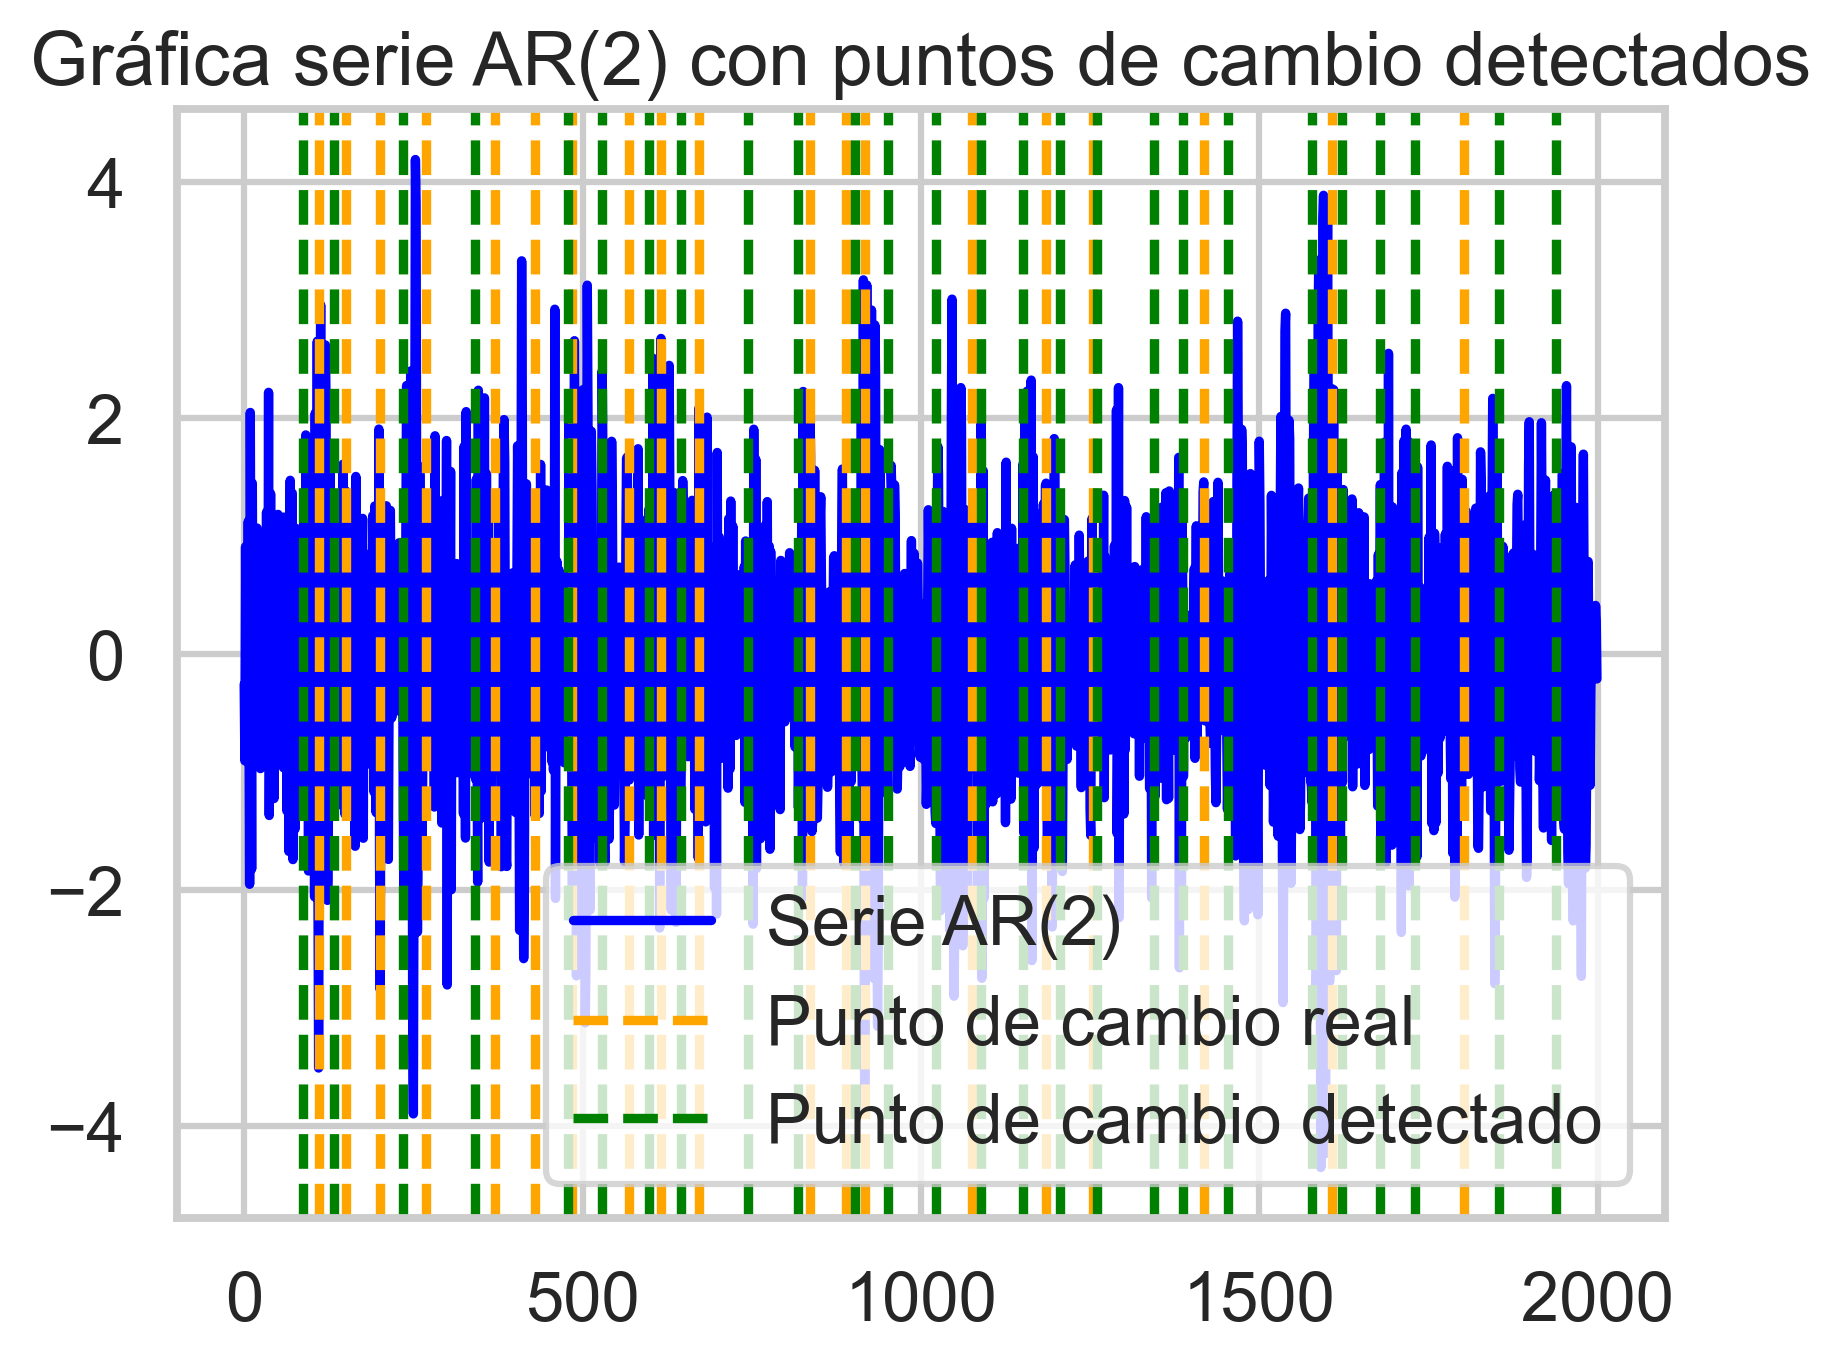 Gráfica serie AR(2) con puntos de cambio detectados
4
2
0
−2
−4
Serie AR(2)
Punto de cambio real
Punto de cambio detectado
0 500 1000 1500 2000